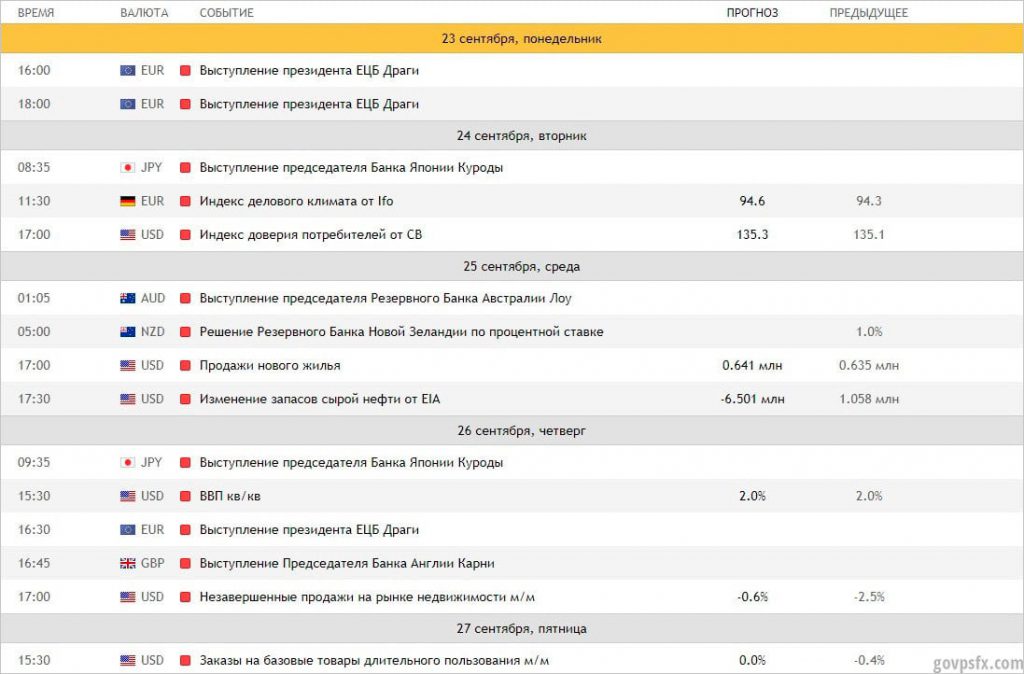 ВРЕМЯ ВАЛЮТА СОБЫТИЕ ПРОГНОЗ ПРЕДЫДУЩЕЕ
23 сентября, понедельник
16:00 EUR Выступление президента ЕЦБ Драги
18:00 EUR Выступление президента ЕЦБ Драги
24 сентября, вторник
08:35 JPY Выступление председателя Банка Японии Куроды
11:30 EUR Индекс делового климата от Ifo 94.6 94.3
17:00 USD Индекс доверия потребителей от CB 135.3 135.1
25 сентября, среда
01:05 AUD Выступление председателя Резервного Банка Австралии Лоу
05:00 NZD Решение Резервного Банка Новой Зеландии по процентной ставке 1.0%
17:00 USD Продажи нового жилья 0.641 млн 0.635 млн
17:30 USD Изменение запасов сырой нефти от EIA -6.501 млн 1.058 млн
26 сентября, четверг
09:35 JPY Выступление председателя Банка Японии Куроды
15:30 USD ВВП кв/кв 2.0% 2.0%
16:30 EUR Выступление президента ЕЦБ Драги
16:45 GBP Выступление Председателя Банка Англии Карни
17:00 USD Незавершенные продажи на рынке недвижимости м/м -0.6% -2.5%
27 сентября, пятница
15:30 USD Заказы на базовые товары длительного пользования м/м 0.0% -0.4%
govpsfx.com